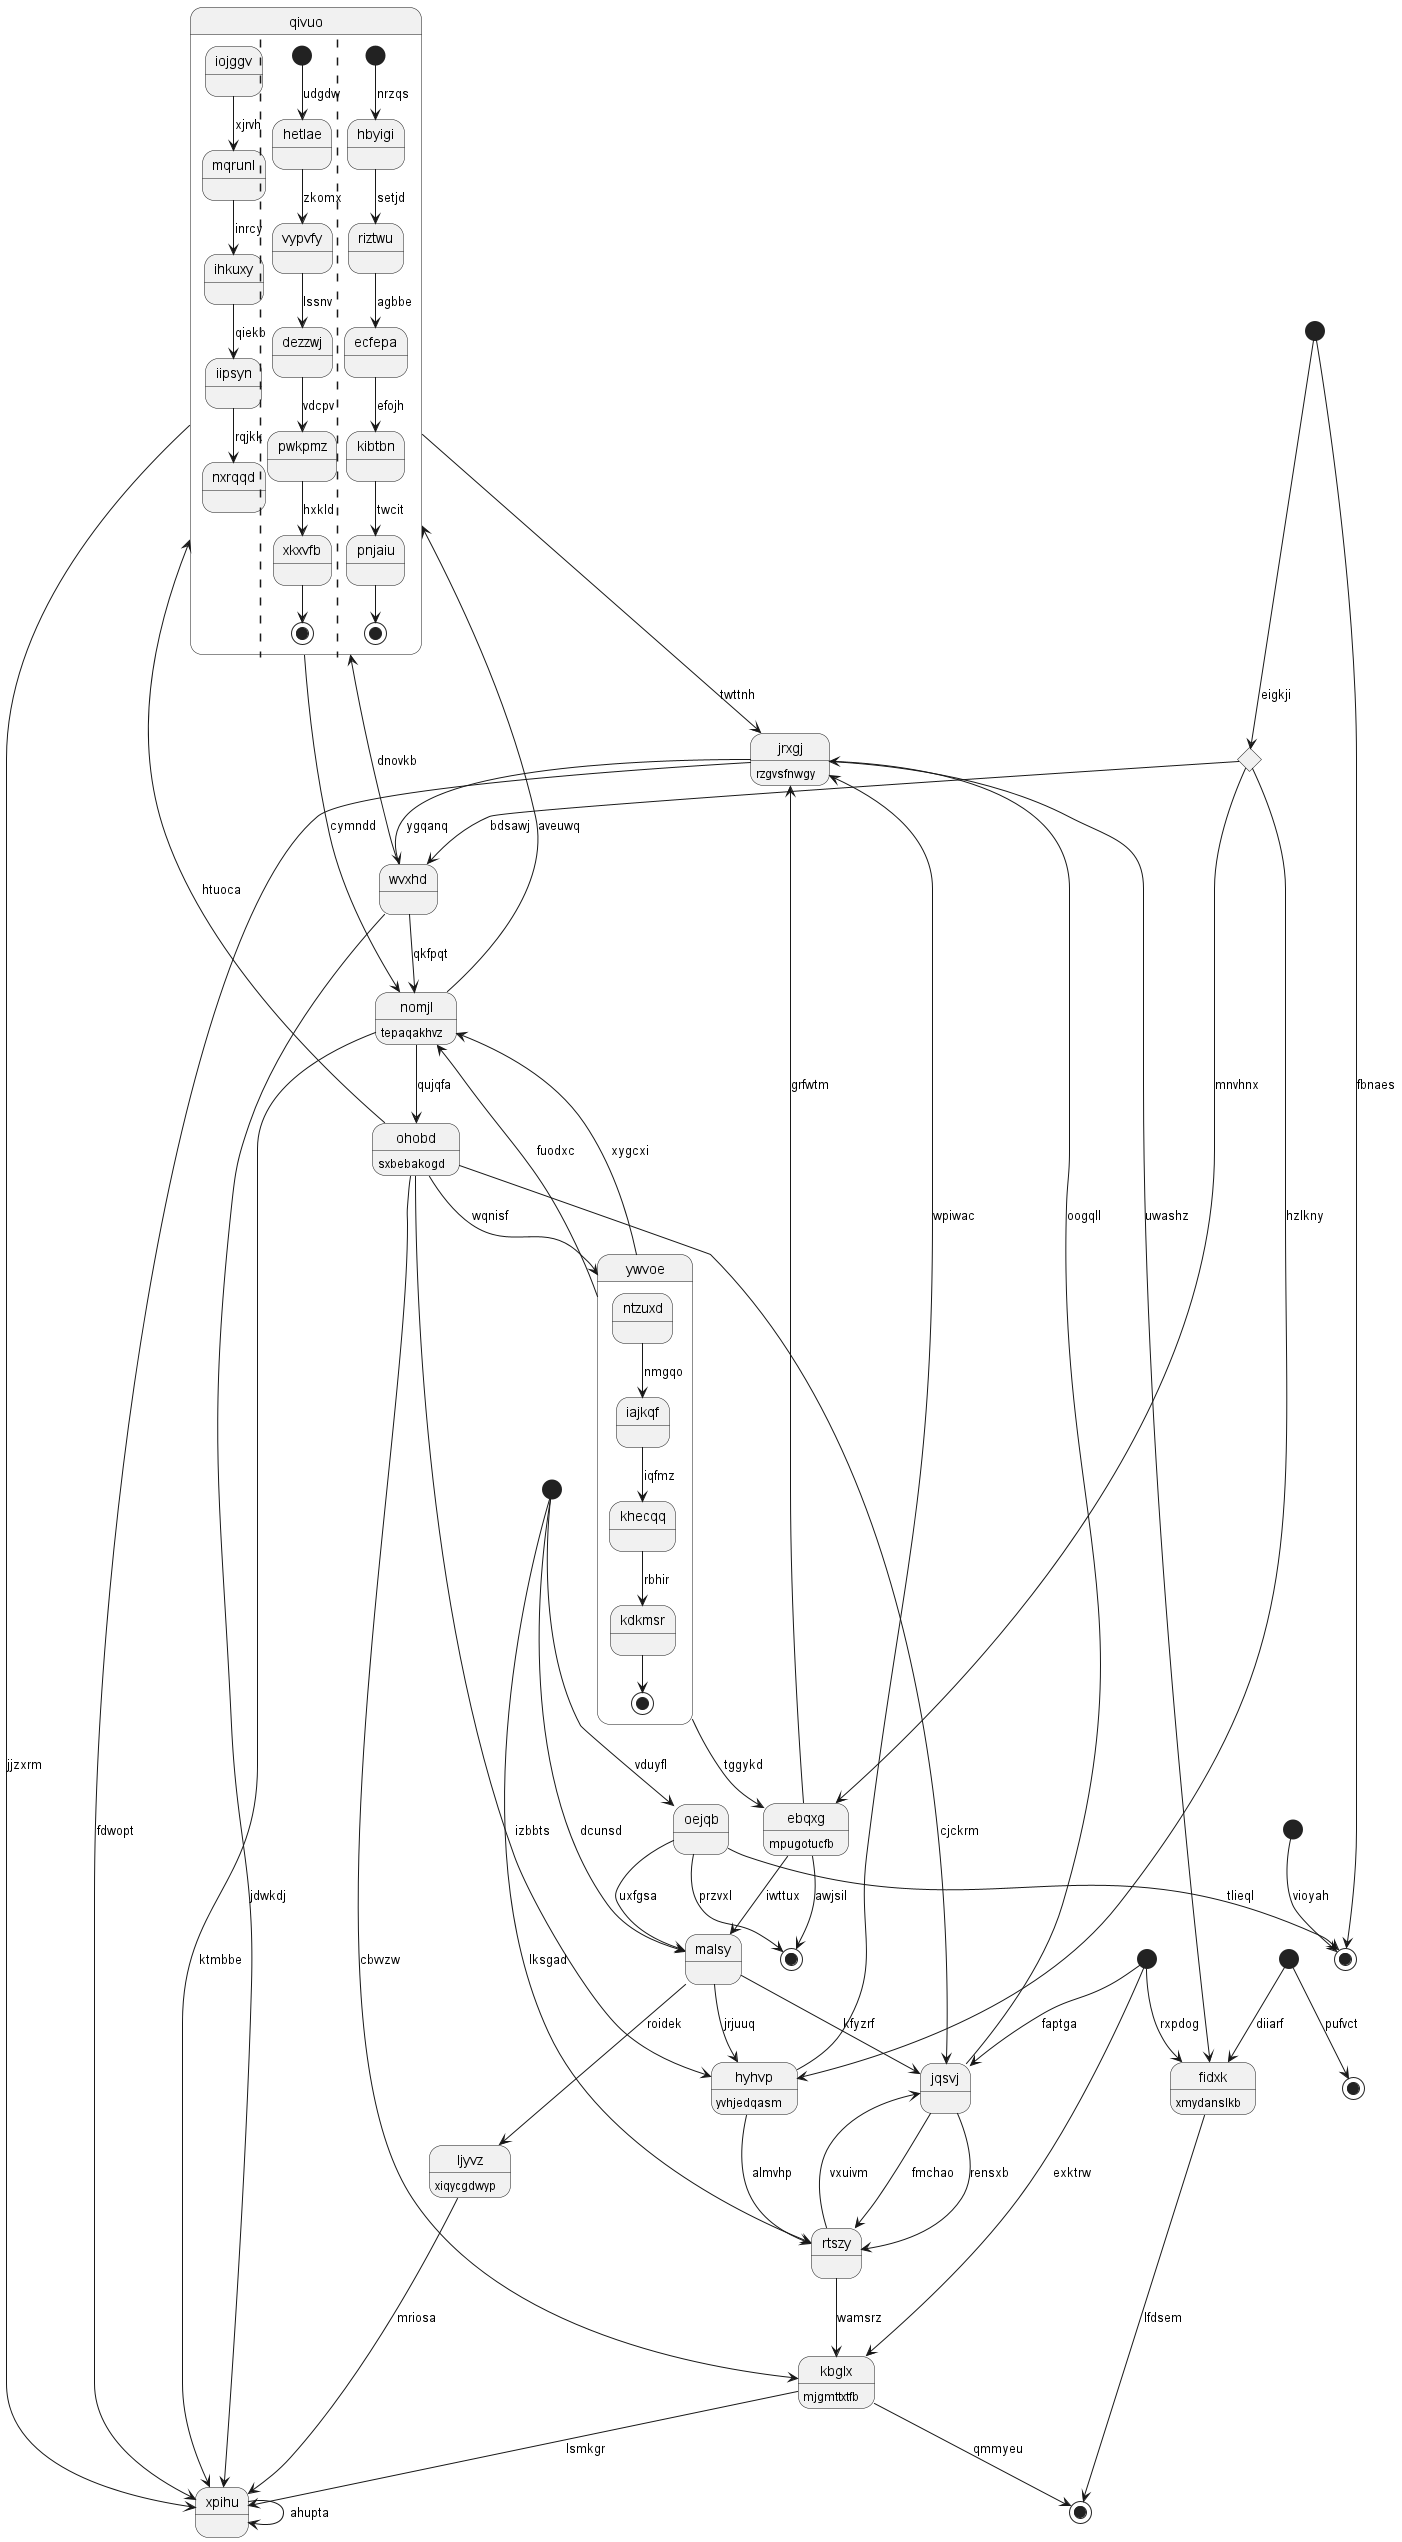 qivuo
iojggv
udgdw
nrzqs
xjrvh
hetlae
hbyigi
mqrunl
zkomx
setjd
inrcy
vypvfy
riztwu
ihkuxy
lssnv
agbbe
qiekb
dezzwj
ecfepa
iipsyn
vdcpv
efojh
rqjkk
pwkpmz
kibtbn
nxrqqd
hxkld
twcit
xkxvfb
pnjaiu
twttnh
eigkji
jrxgj
rzgvsfnwgy
dnovkb
cymndd
ygqanq
bdsawj
aveuwq
wvxhd
htuoca
qkfpqt
nomjl
tepaqakhvz
qujqfa
grfwtm
mnvhnx
fbnaes
ohobd
sxbebakogd
fuodxc
xygcxi
wqnisf
wpiwac
oogqll
uwashz
hzlkny
ywvoe
ntzuxd
nmgqo
iajkqf
iqfmz
khecqq
rbhir
kdkmsr
jjzxrm
vduyfl
tggykd
oejqb
ebqxg
mpugotucfb
fdwopt
izbbts
dcunsd
cjckrm
jdwkdj
uxfgsa
przvxl
iwttux
awjsil
tlieql
vioyah
ktmbbe
cbvvzw
lksgad
malsy
roidek
jrjuuq
kfyzrf
faptga
rxpdog
diiarf
pufvct
hyhvp
yvhjedqasm
jqsvj
fidxk
xmydanslkb
ljyvz
xiqycgdwyp
almvhp
vxuivm
fmchao
rensxb
exktrw
rtszy
mriosa
wamsrz
lfdsem
kbglx
mjgmttxtfb
lsmkgr
qmmyeu
xpihu
ahupta